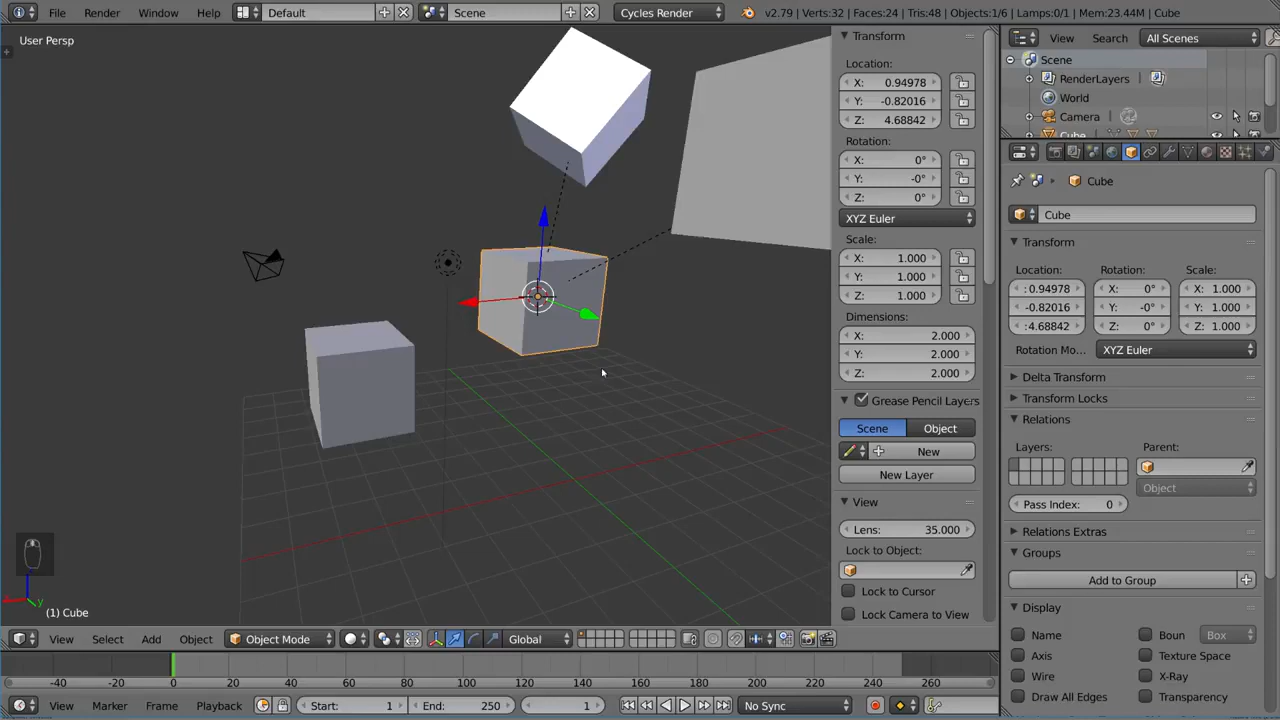 File Render Window Help Default Scene Cycles Render v2.79 | Verts:32 | Faces:24 | Tris:48 | Objects:1/6 | Lamps:0/1 | Mem:23.44M | Cube
User Persp
(1) Cube
View Select Add Object Object Mode Global
-40 -20 0 20 40 60 80 100 120 140 160 180 200 220 240 260
View Marker Frame Playback Start: 1 End: 250 1 No Sync
Transform
Location:
X: 0.94978
Y: -0.82016
Z: 4.68842
Rotation:
X: 0°
Y: -0°
Z: 0°
XYZ Euler
Scale:
X: 1.000
Y: 1.000
Z: 1.000
Dimensions:
X: 2.000
Y: 2.000
Z: 2.000
Grease Pencil Layers
Scene Object
New
New Layer
View
Lens: 35.000
Lock to Object:
Lock to Cursor
Lock Camera to View
View Search All Scenes
Scene
RenderLayers
World
Camera
Cube
Cube
Cube
Transform
Location: Rotation: Scale:
: 0.94978 X: 0° X: 1.000
-0.82016 Y: -0° Y: 1.000
: 4.68842 Z: 0° Z: 1.000
Rotation Mo... XYZ Euler
Delta Transform
Transform Locks
Relations
Layers: Parent:
Object
Pass Index: 0
Relations Extras
Groups
Add to Group
Display
Name Boun Box
Axis Texture Space
Wire X-Ray
Draw All Edges Transparency